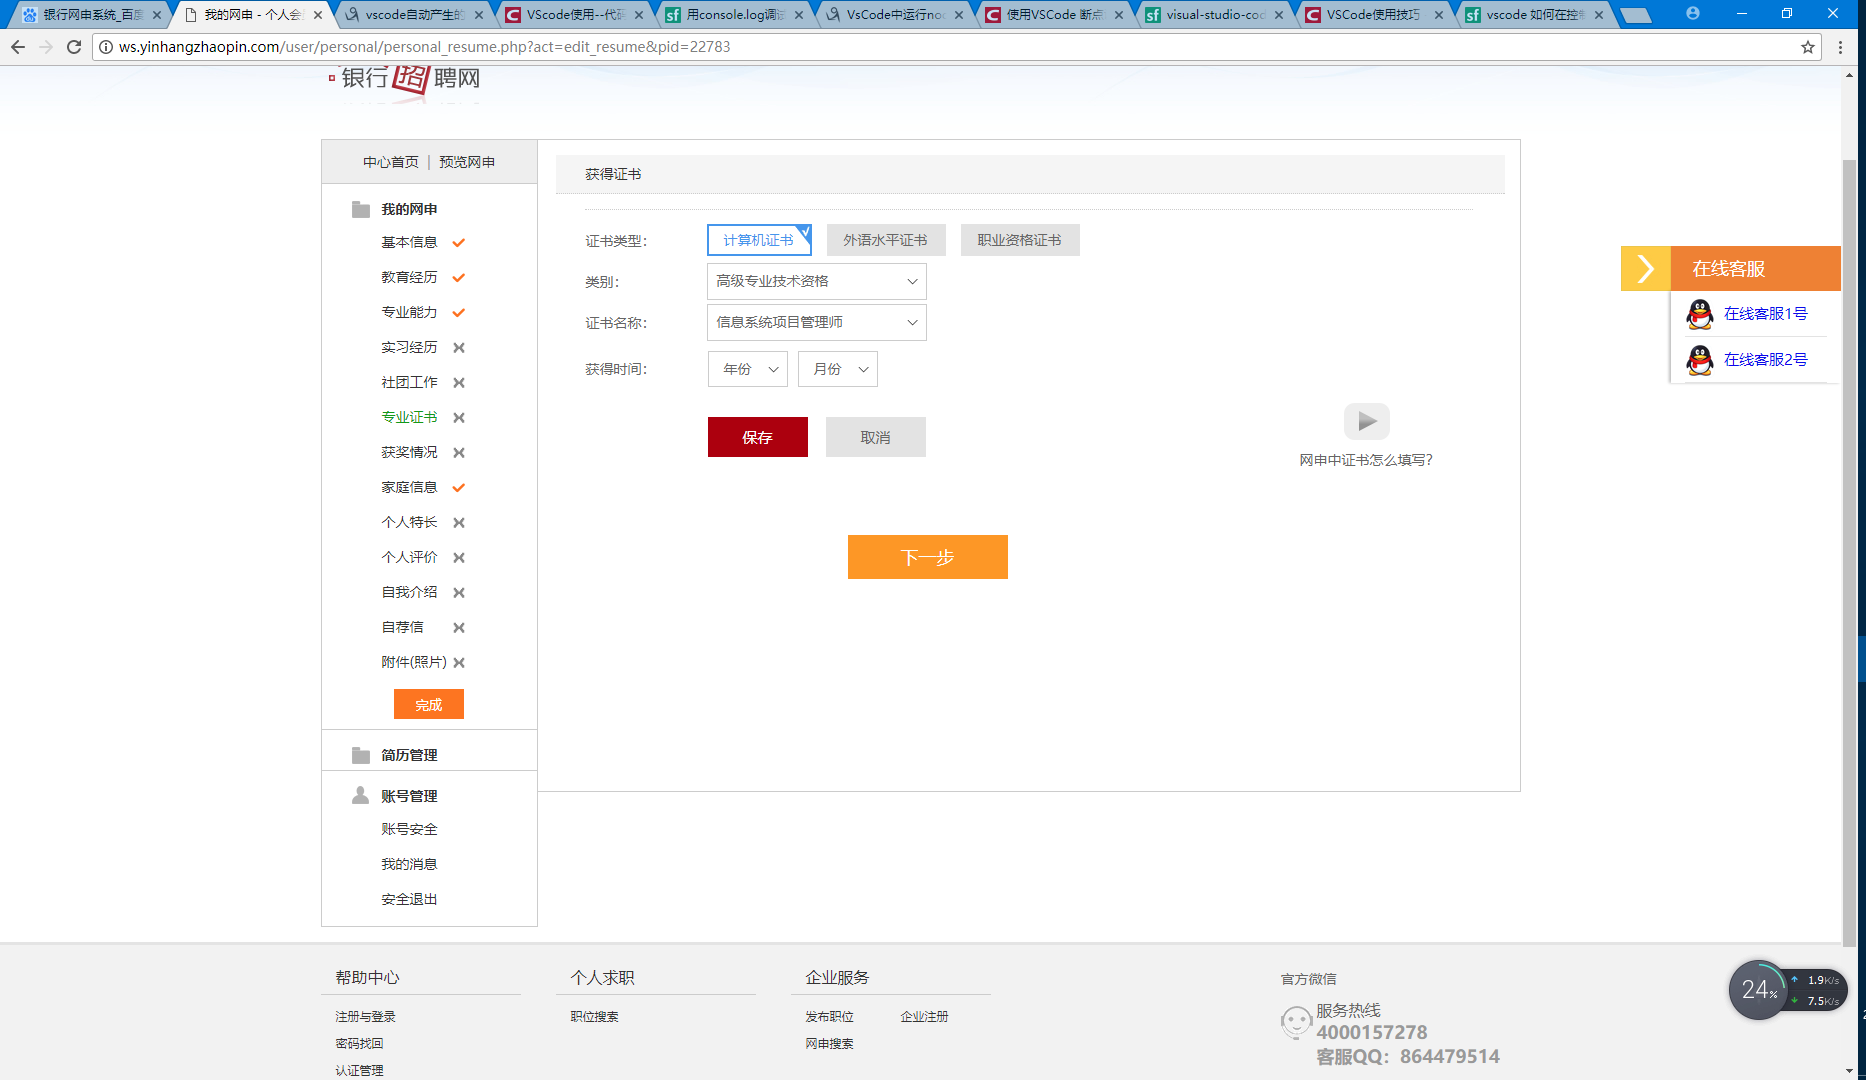 银行网申系统_百度
我的网申 - 个人会
vscode自动产生的
VScode使用--代码
用console.log调试
VsCode中运行no
使用VSCode 断点
visual-studio-cod
VSCode使用技巧
vscode 如何在控制
ws.yinhangzhaopin.com/user/personal/personal_resume.php?act=edit_resume&pid=22783
银行招聘网
中心首页 | 预览网申
我的网申
基本信息
教育经历
专业能力
实习经历
社团工作
专业证书
获奖情况
家庭信息
个人特长
个人评价
自我介绍
自荐信
附件(照片)
完成
简历管理
账号管理
账号安全
我的消息
安全退出
获得证书
证书类型：
计算机证书
外语水平证书
职业资格证书
类别：
高级专业技术资格
证书名称：
信息系统项目管理师
获得时间：
年份
月份
保存
取消
网申中证书怎么填写?
下一步
在线客服
在线客服1号
在线客服2号
帮助中心
注册与登录
密码找回
认证管理
个人求职
职位搜索
企业服务
发布职位
企业注册
网申搜索
官方微信
服务热线
4000157278
客服QQ：864479514
24%
1.9K/s
7.5K/s